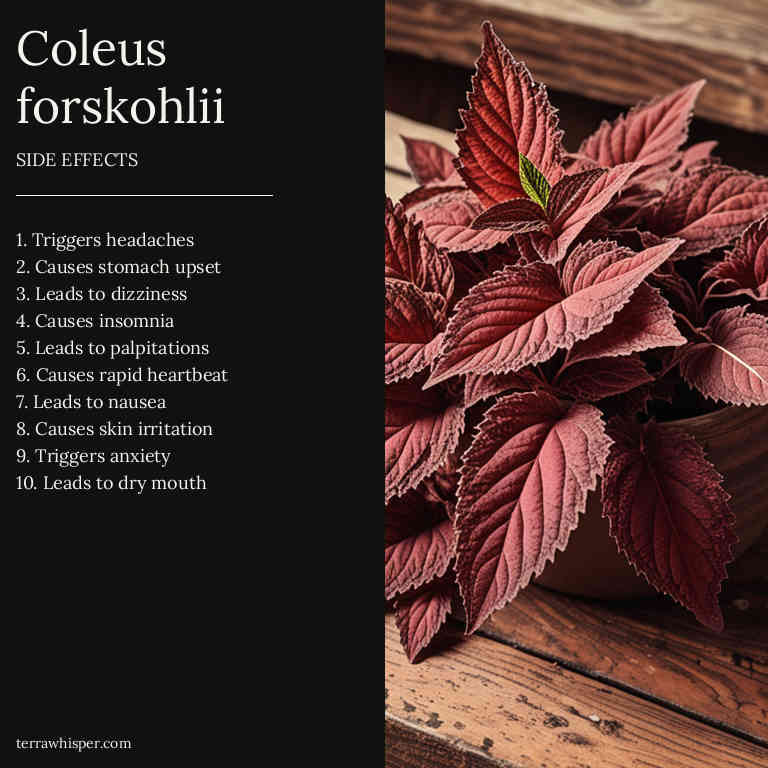 Coleus
forskohlii
SIDE EFFECTS
1. Triggers headaches
2. Causes stomach upset
3. Leads to dizziness
4. Causes insomnia
5. Leads to palpitations
6. Causes rapid heartbeat
7. Leads to nausea
8. Causes skin irritation
9. Triggers anxiety
10. Leads to dry mouth
terrawhisper.com